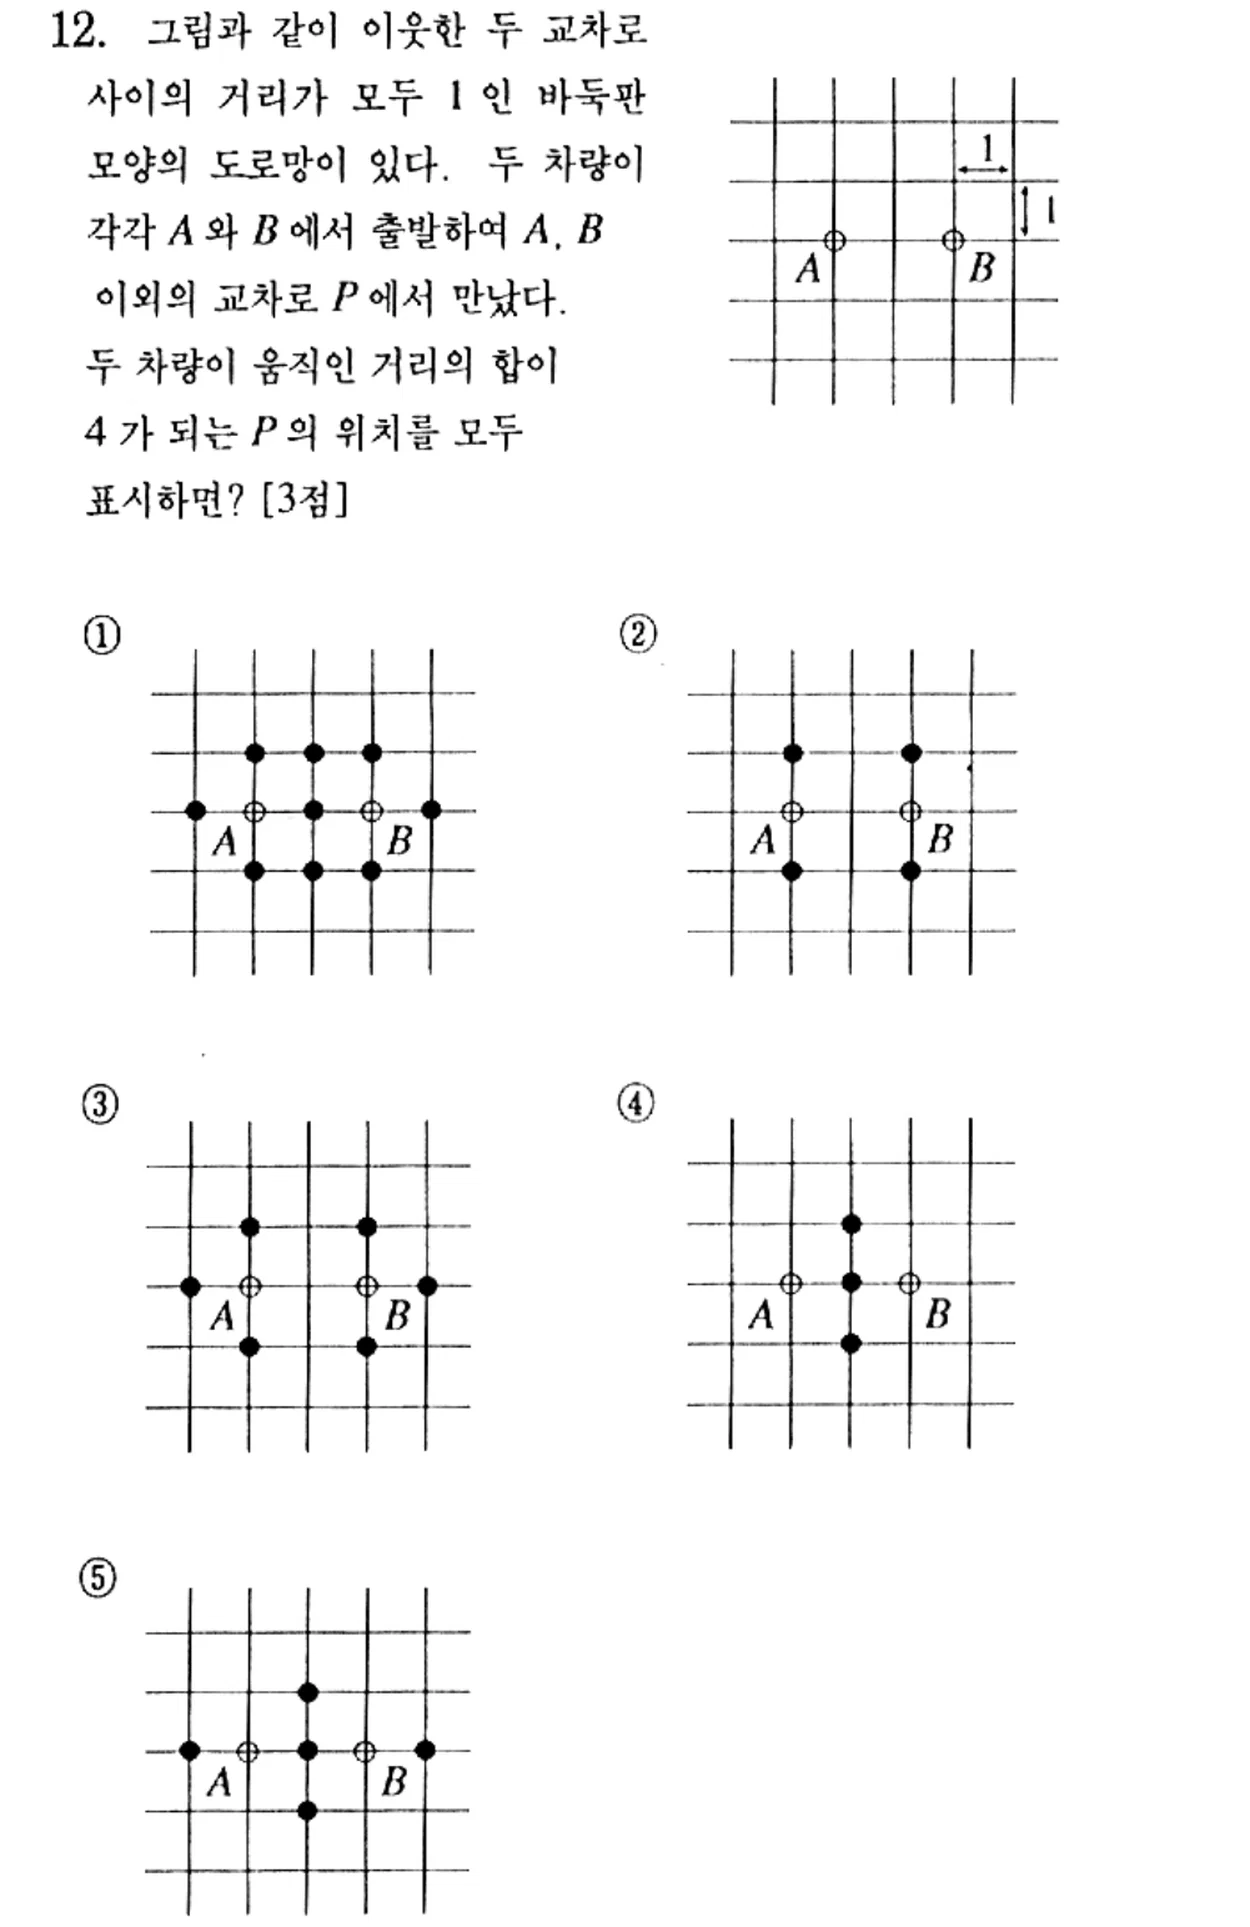 12. 그림과 같이 이웃한 두 교차로
사이의 거리가 모두 1 인 바둑판
모양의 도로망이 있다. 두 차량이
각각 A 와 B 에서 출발하여 A, B
이외의 교차로 P 에서 만났다.
두 차량이 움직인 거리의 합이
4 가 되는 P 의 위치를 모두
표시하면? [3점]
1
1
A B
①
A B
②
A B
③
A B
④
A B
⑤
A B